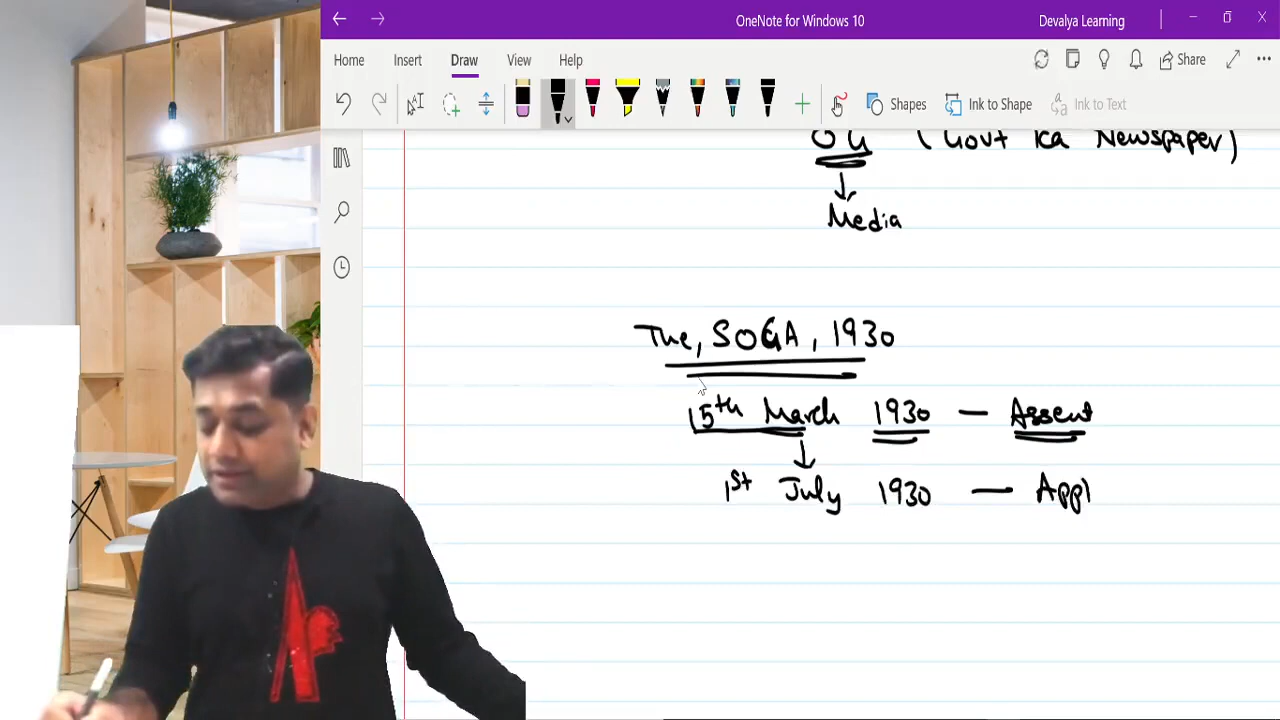 OneNote for Windows 10
Devalya Learning
Home Insert Draw View Help
Share
Shapes Ink to Shape Ink to Text
OG (Govt ka Newspaper)
Media
The, SOGA, 1930
15th March 1930 — Assent
1st July 1930 — Appl